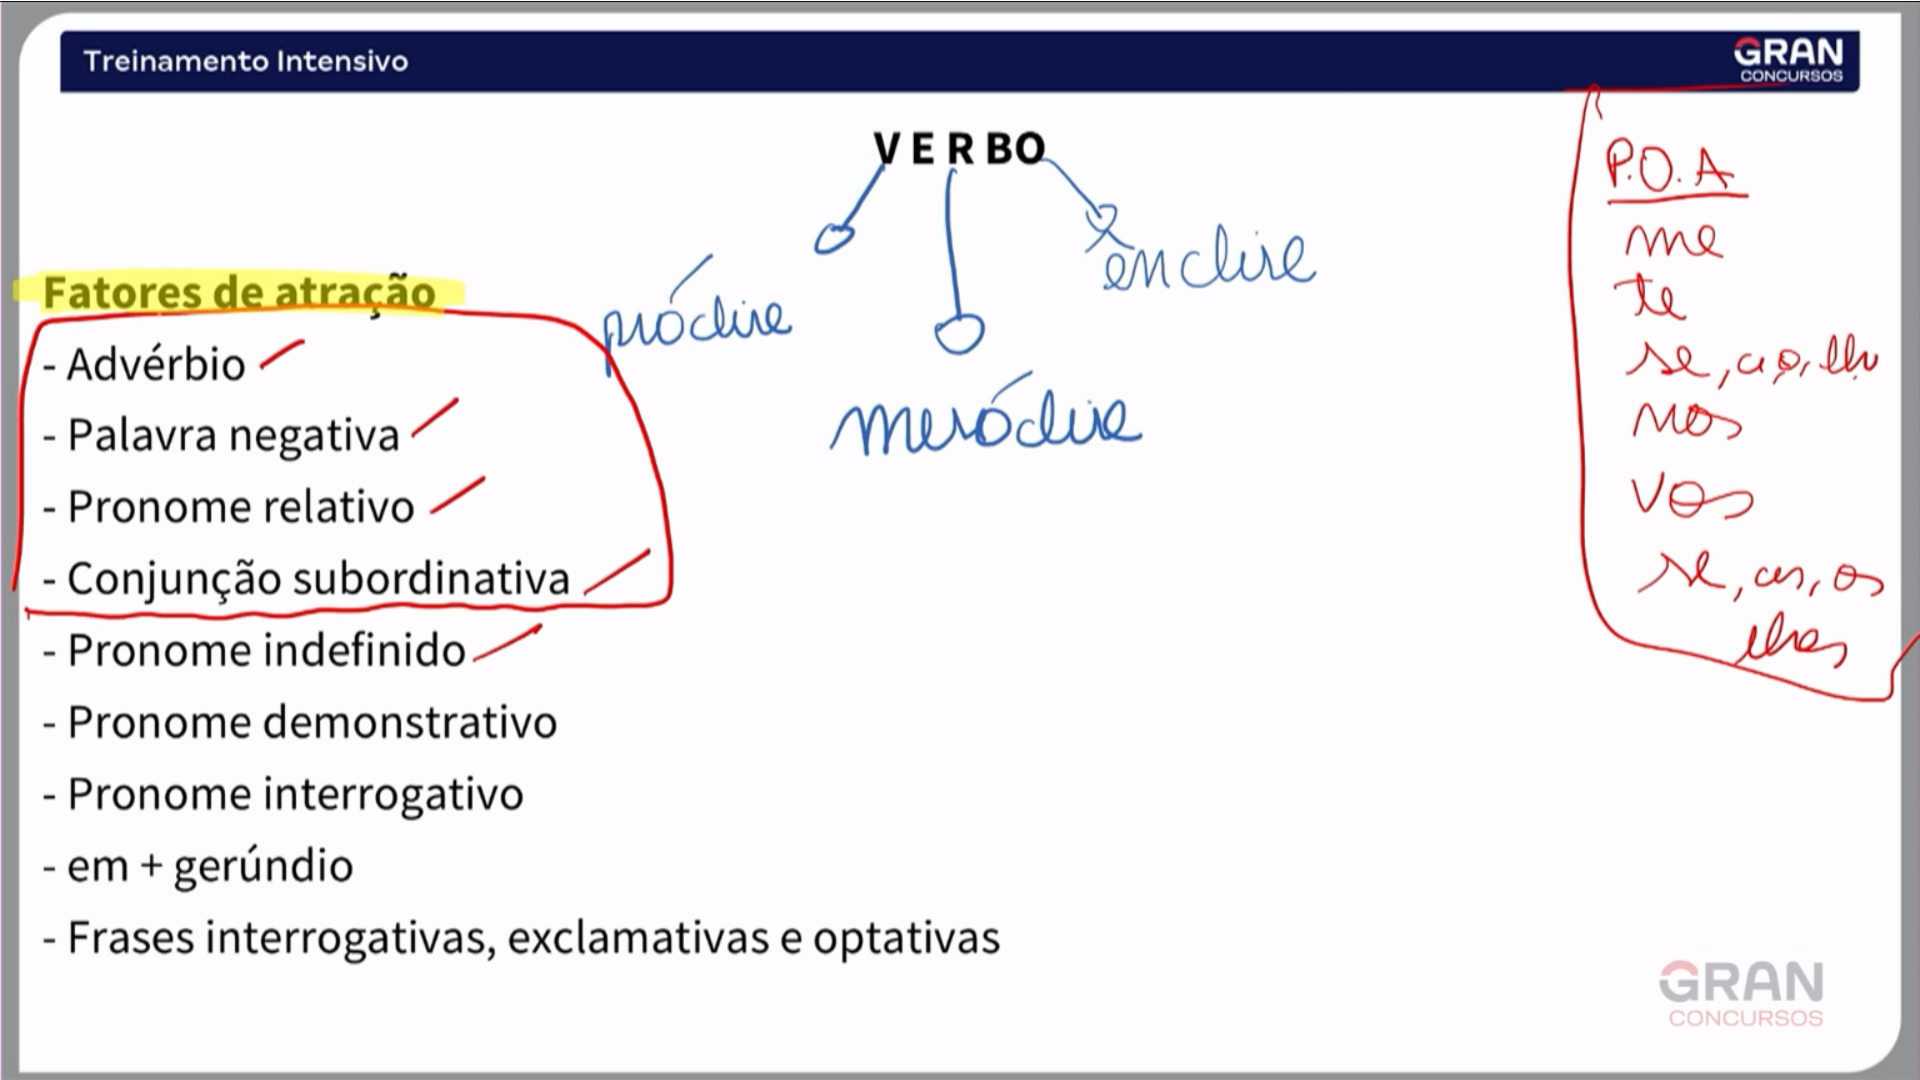 Treinamento Intensivo
GRAN
CONCURSOS
VERBO
próclise
mesóclise
ênclise
Fatores de atração
- Advérbio
- Palavra negativa
- Pronome relativo
- Conjunção subordinativa
- Pronome indefinido
- Pronome demonstrativo
- Pronome interrogativo
- em + gerúndio
- Frases interrogativas, exclamativas e optativas
P.O.A
me
te
se, a, o, lhe
nos
vos
se, as, os
lhes
GRAN
CONCURSOS